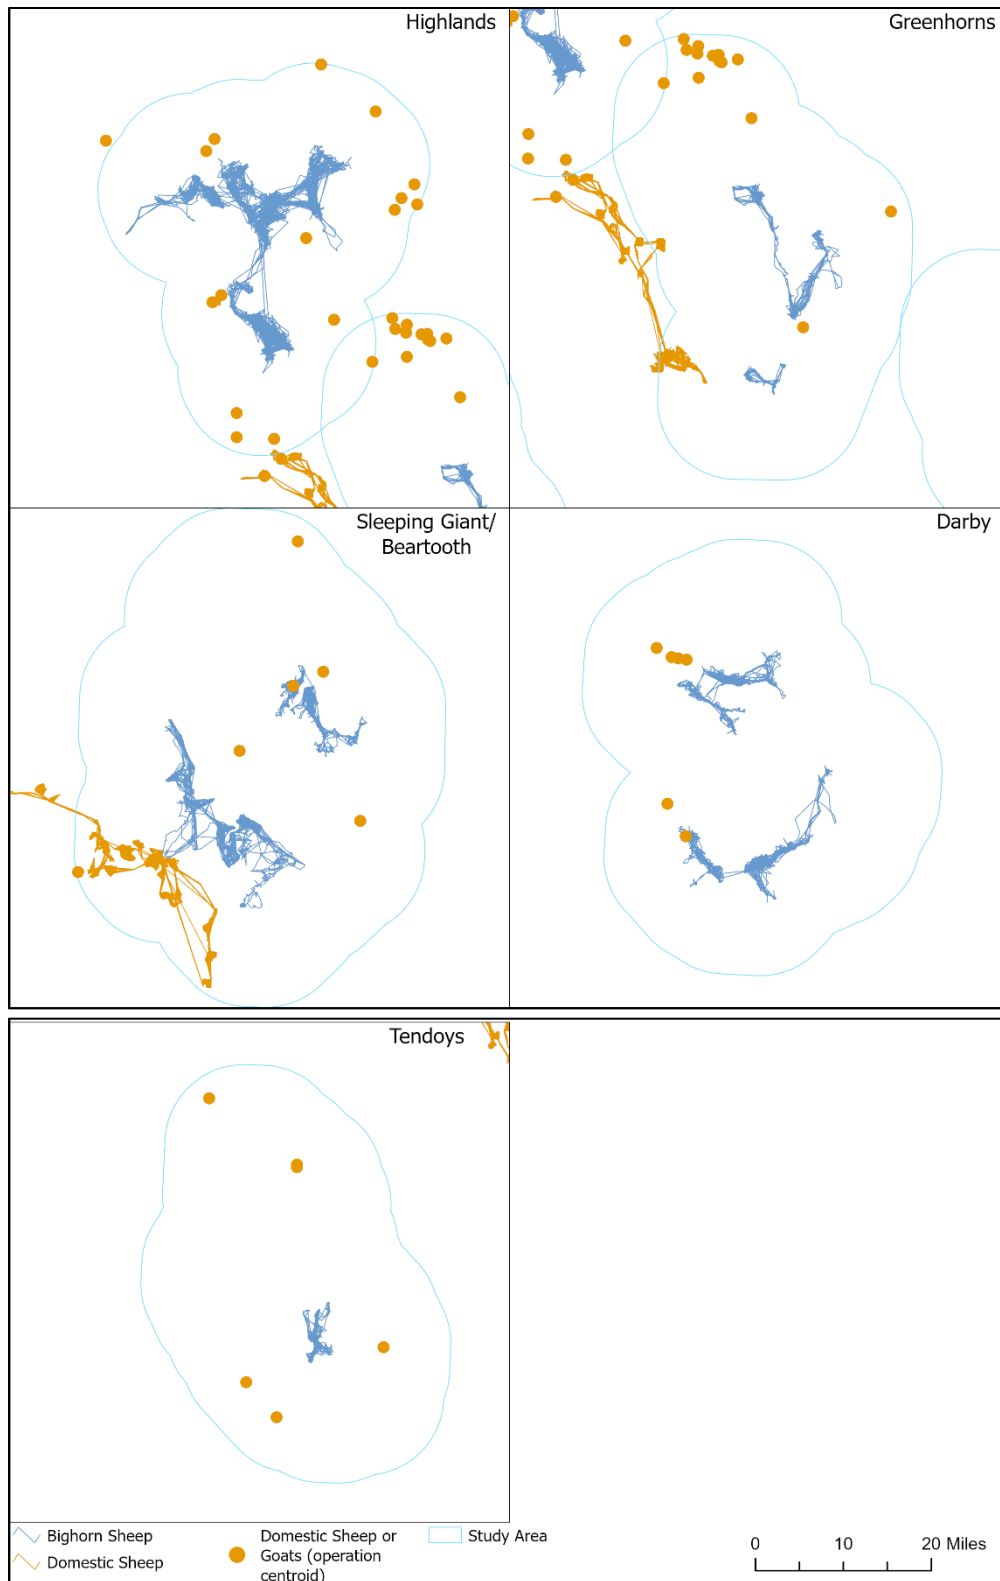 Highlands
Greenhorns
Sleeping Giant/
Beartooth
Darby
Tendoys
Bighorn Sheep
Domestic Sheep
Domestic Sheep or
Goats (operation
centroid)
Study Area
0 10 20 Miles